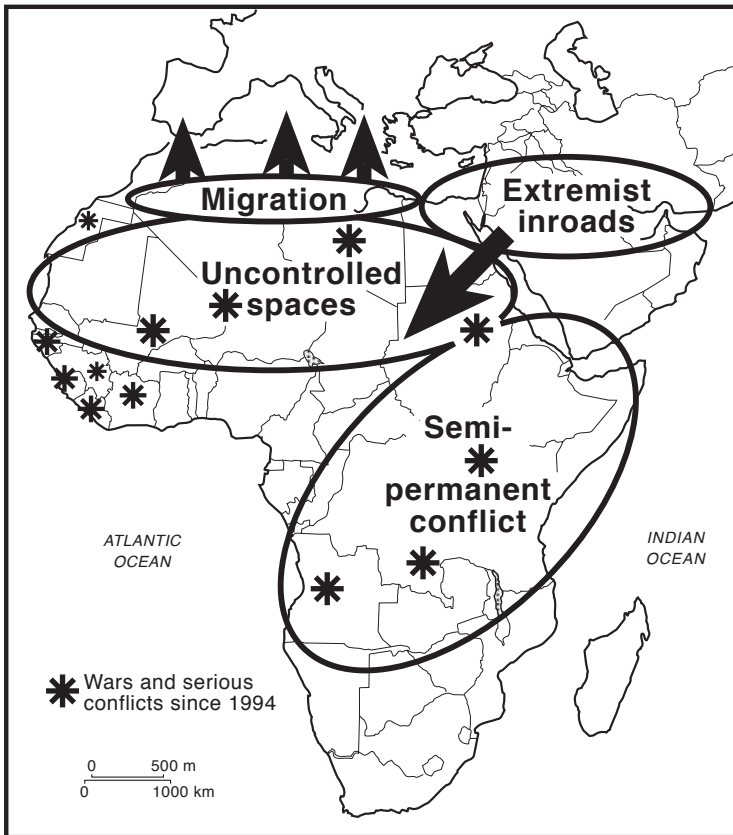 Migration
Extremist
inroads
Uncontrolled
spaces
Semi-
permanent
conflict
ATLANTIC
OCEAN
INDIAN
OCEAN
Wars and serious
conflicts since 1994
0 500 m
0 1000 km